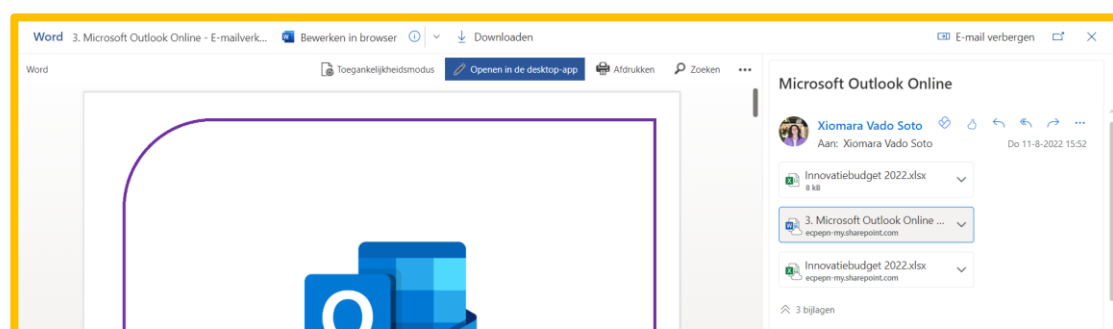 Word 3. Microsoft Outlook Online - E-mailverk... Bewerken in browser Downloaden E-mail verbergen
Word Toegankelijkheidsmodus Openen in de desktop-app Afdrukken Zoeken ...
Microsoft Outlook Online
Xiomara Vado Soto
Aan: Xiomara Vado Soto Do 11-8-2022 15:52
Innovatiebudget 2022.xlsx
8 kB
3. Microsoft Outlook Online ...
ecpepn-my.sharepoint.com
Innovatiebudget 2022.xlsx
ecpepn-my.sharepoint.com
3 bijlagen